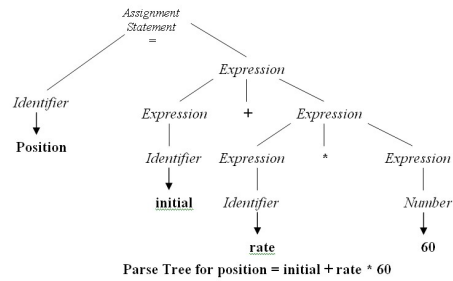 Assignment
Statement
=
Expression
Identifier
Expression + Expression
Position
Identifier Expression * Expression
initial Identifier Number
rate 60
Parse Tree for position = initial + rate * 60